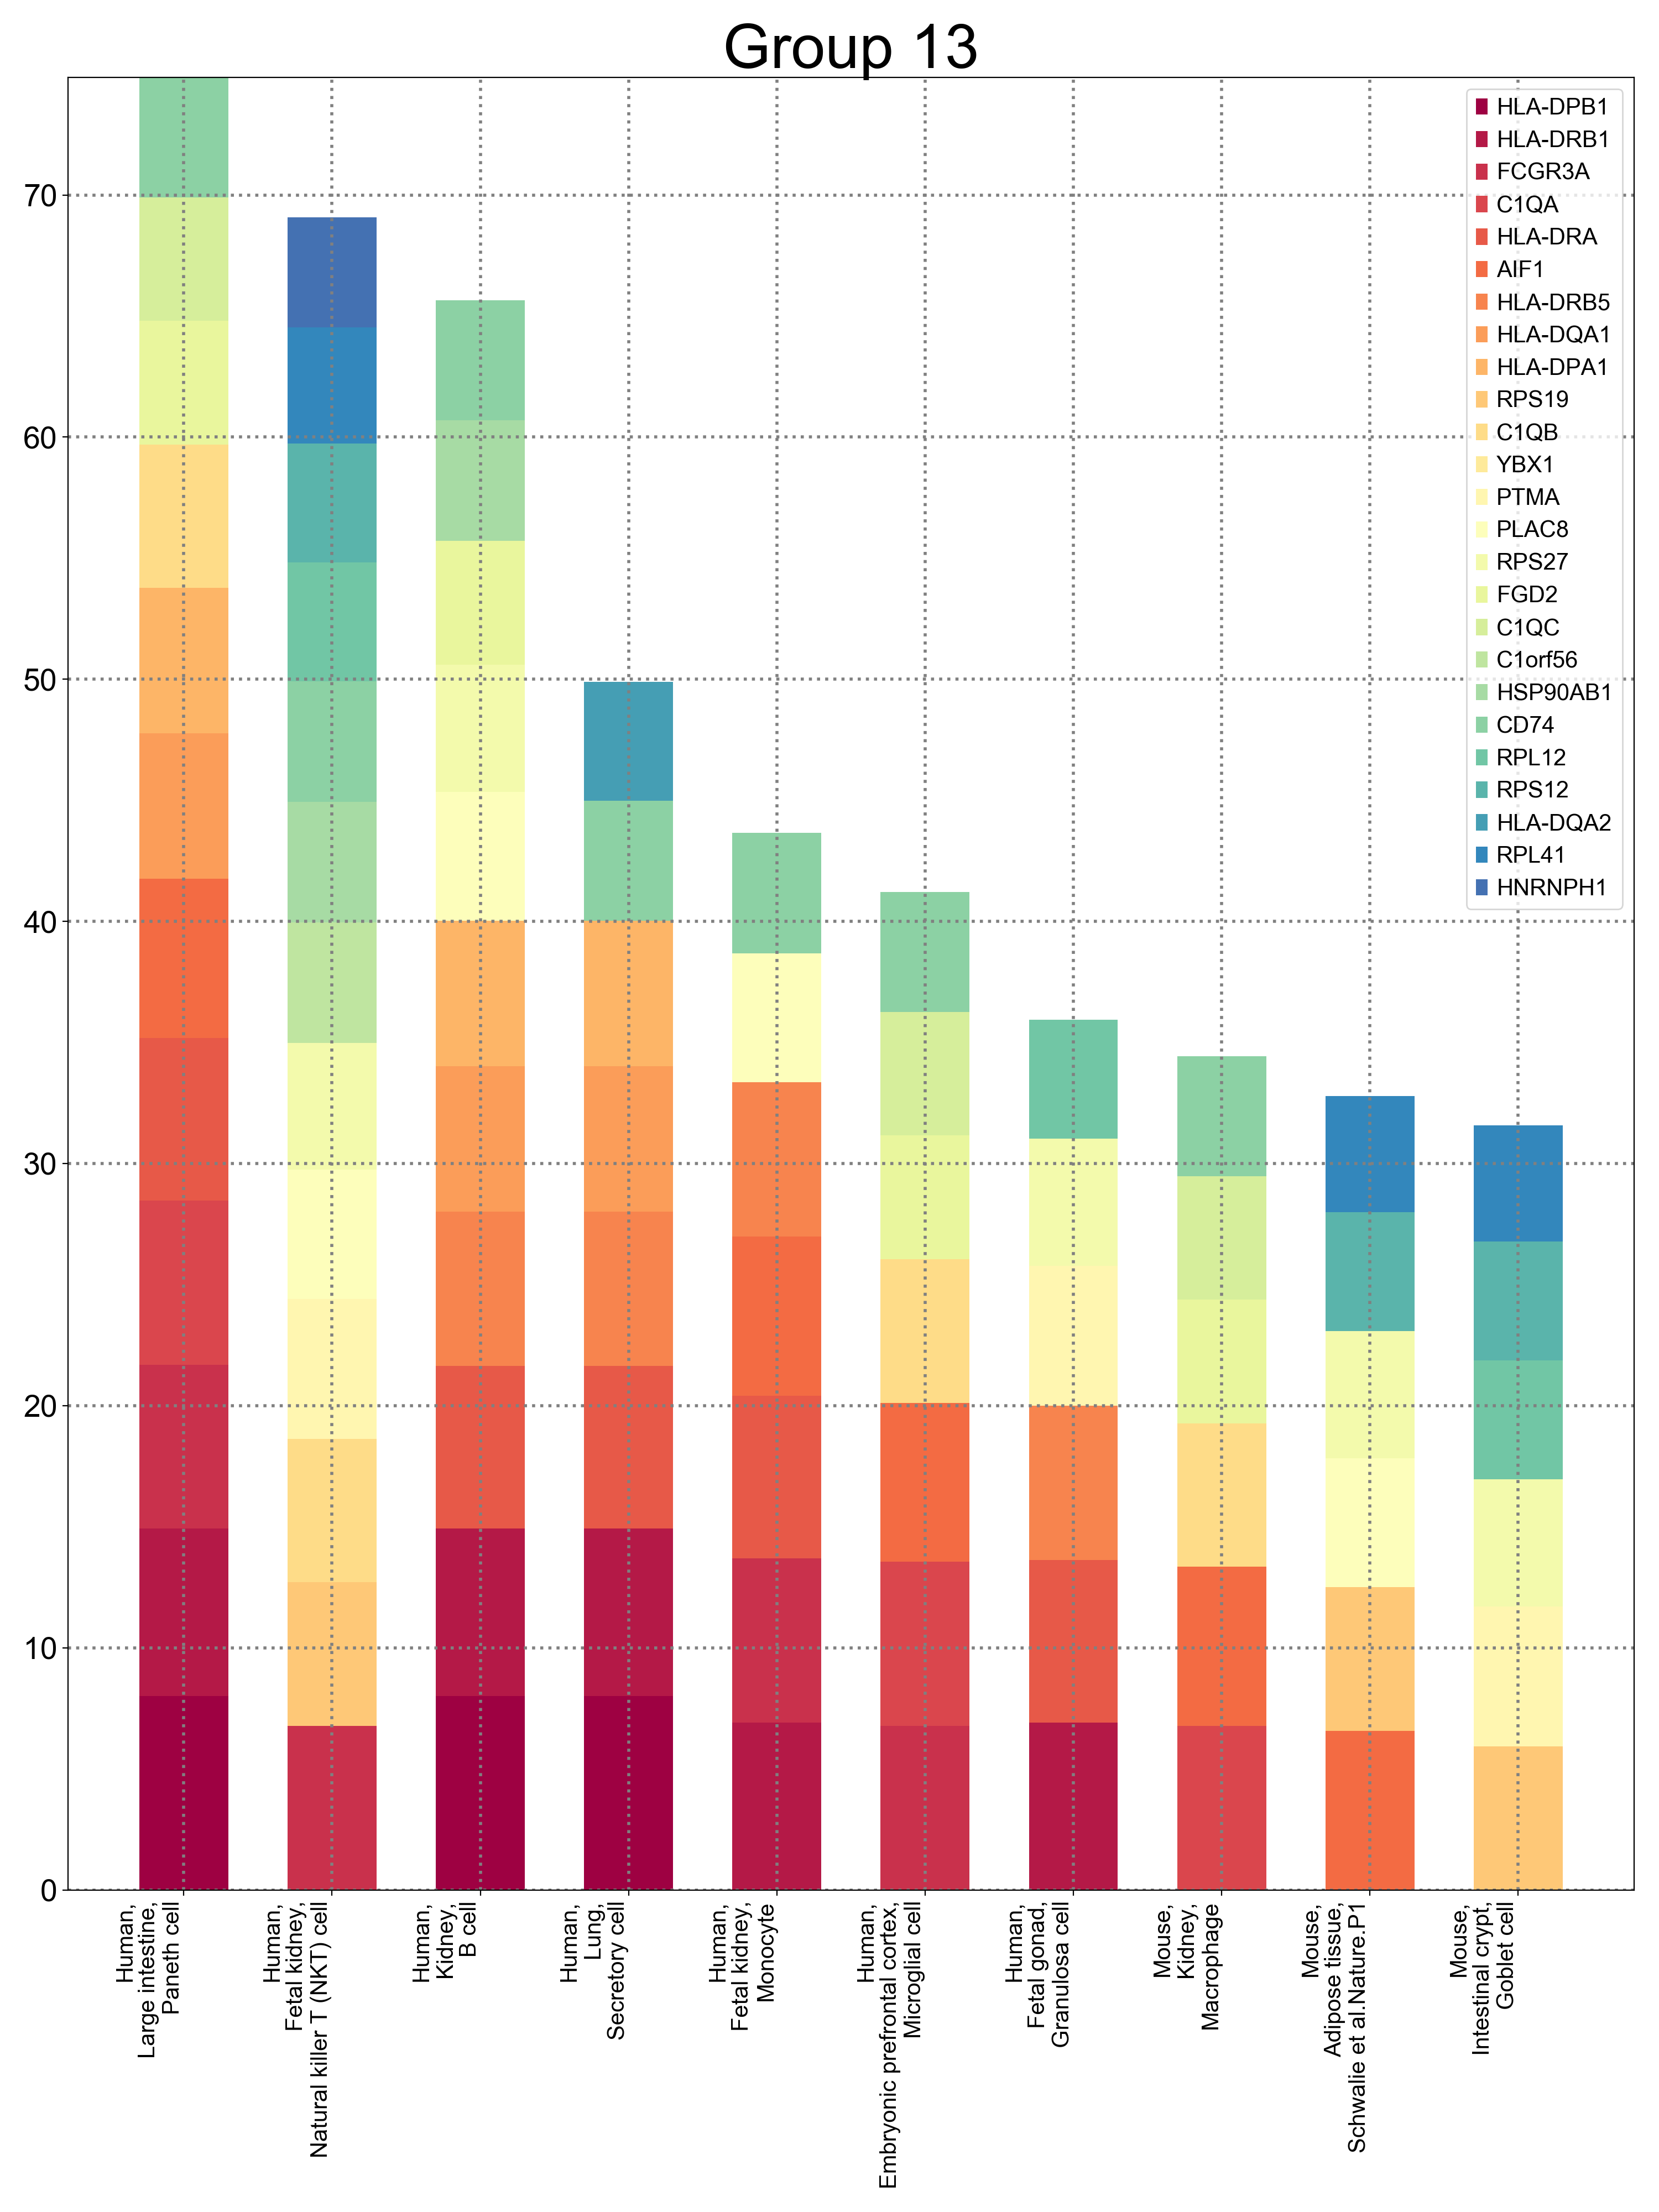 Group 13
70
60
50
40
30
20
10
0
HLA-DPB1
HLA-DRB1
FCGR3A
C1QA
HLA-DRA
AIF1
HLA-DRB5
HLA-DQA1
HLA-DPA1
RPS19
C1QB
YBX1
PTMA
PLAC8
RPS27
FGD2
C1QC
C1orf56
HSP90AB1
CD74
RPL12
RPS12
HLA-DQA2
RPL41
HNRNPH1
Human,
Large intestine,
Paneth cell
Human,
Fetal kidney,
Natural killer T (NKT) cell
Human,
Kidney,
B cell
Human,
Lung,
Secretory cell
Human,
Fetal kidney,
Monocyte
Human,
Embryonic prefrontal cortex,
Microglial cell
Human,
Fetal gonad,
Granulosa cell
Mouse,
Kidney,
Macrophage
Mouse,
Adipose tissue,
Schwalie et al.Nature.P1
Mouse,
Intestinal crypt,
Goblet cell